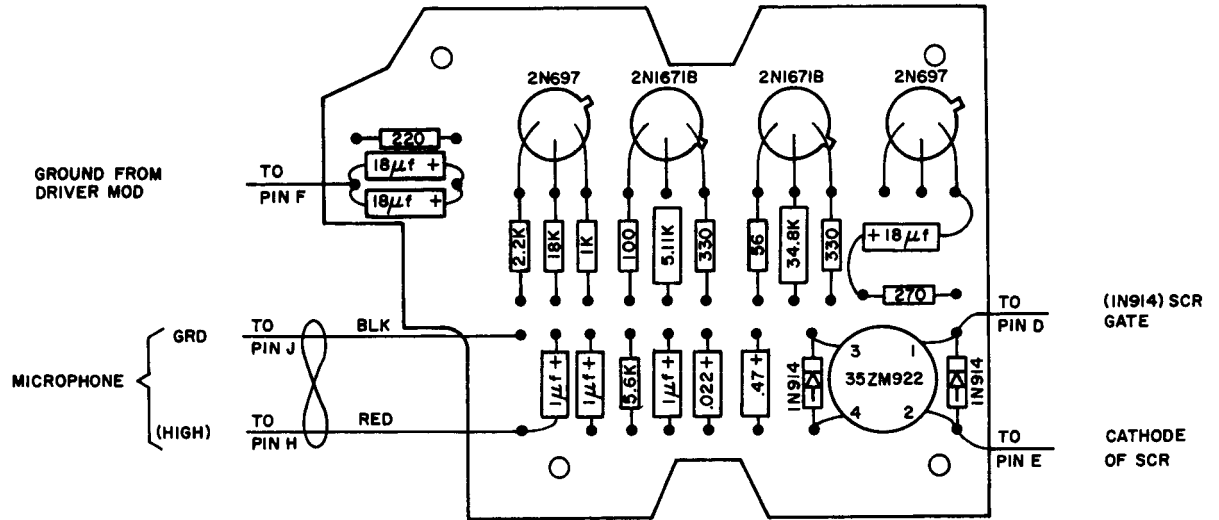 2N697
2N1671B
2N1671B
2N697
220
18µf +
18µf +
GROUND FROM
DRIVER MOD
TO
PIN F
2.2K
18K
1K
100
5.11K
330
56
34.8K
330
+ 18µf
270
TO
PIN D
(IN914) SCR
GATE
MICROPHONE
GRD
TO
PIN J
BLK
(HIGH)
TO
PIN H
RED
1µf +
1µf +
5.6K
1µf +
.022 +
.47 +
IN914
3
1
35ZM922
4
2
IN914
TO
PIN E
CATHODE
OF SCR